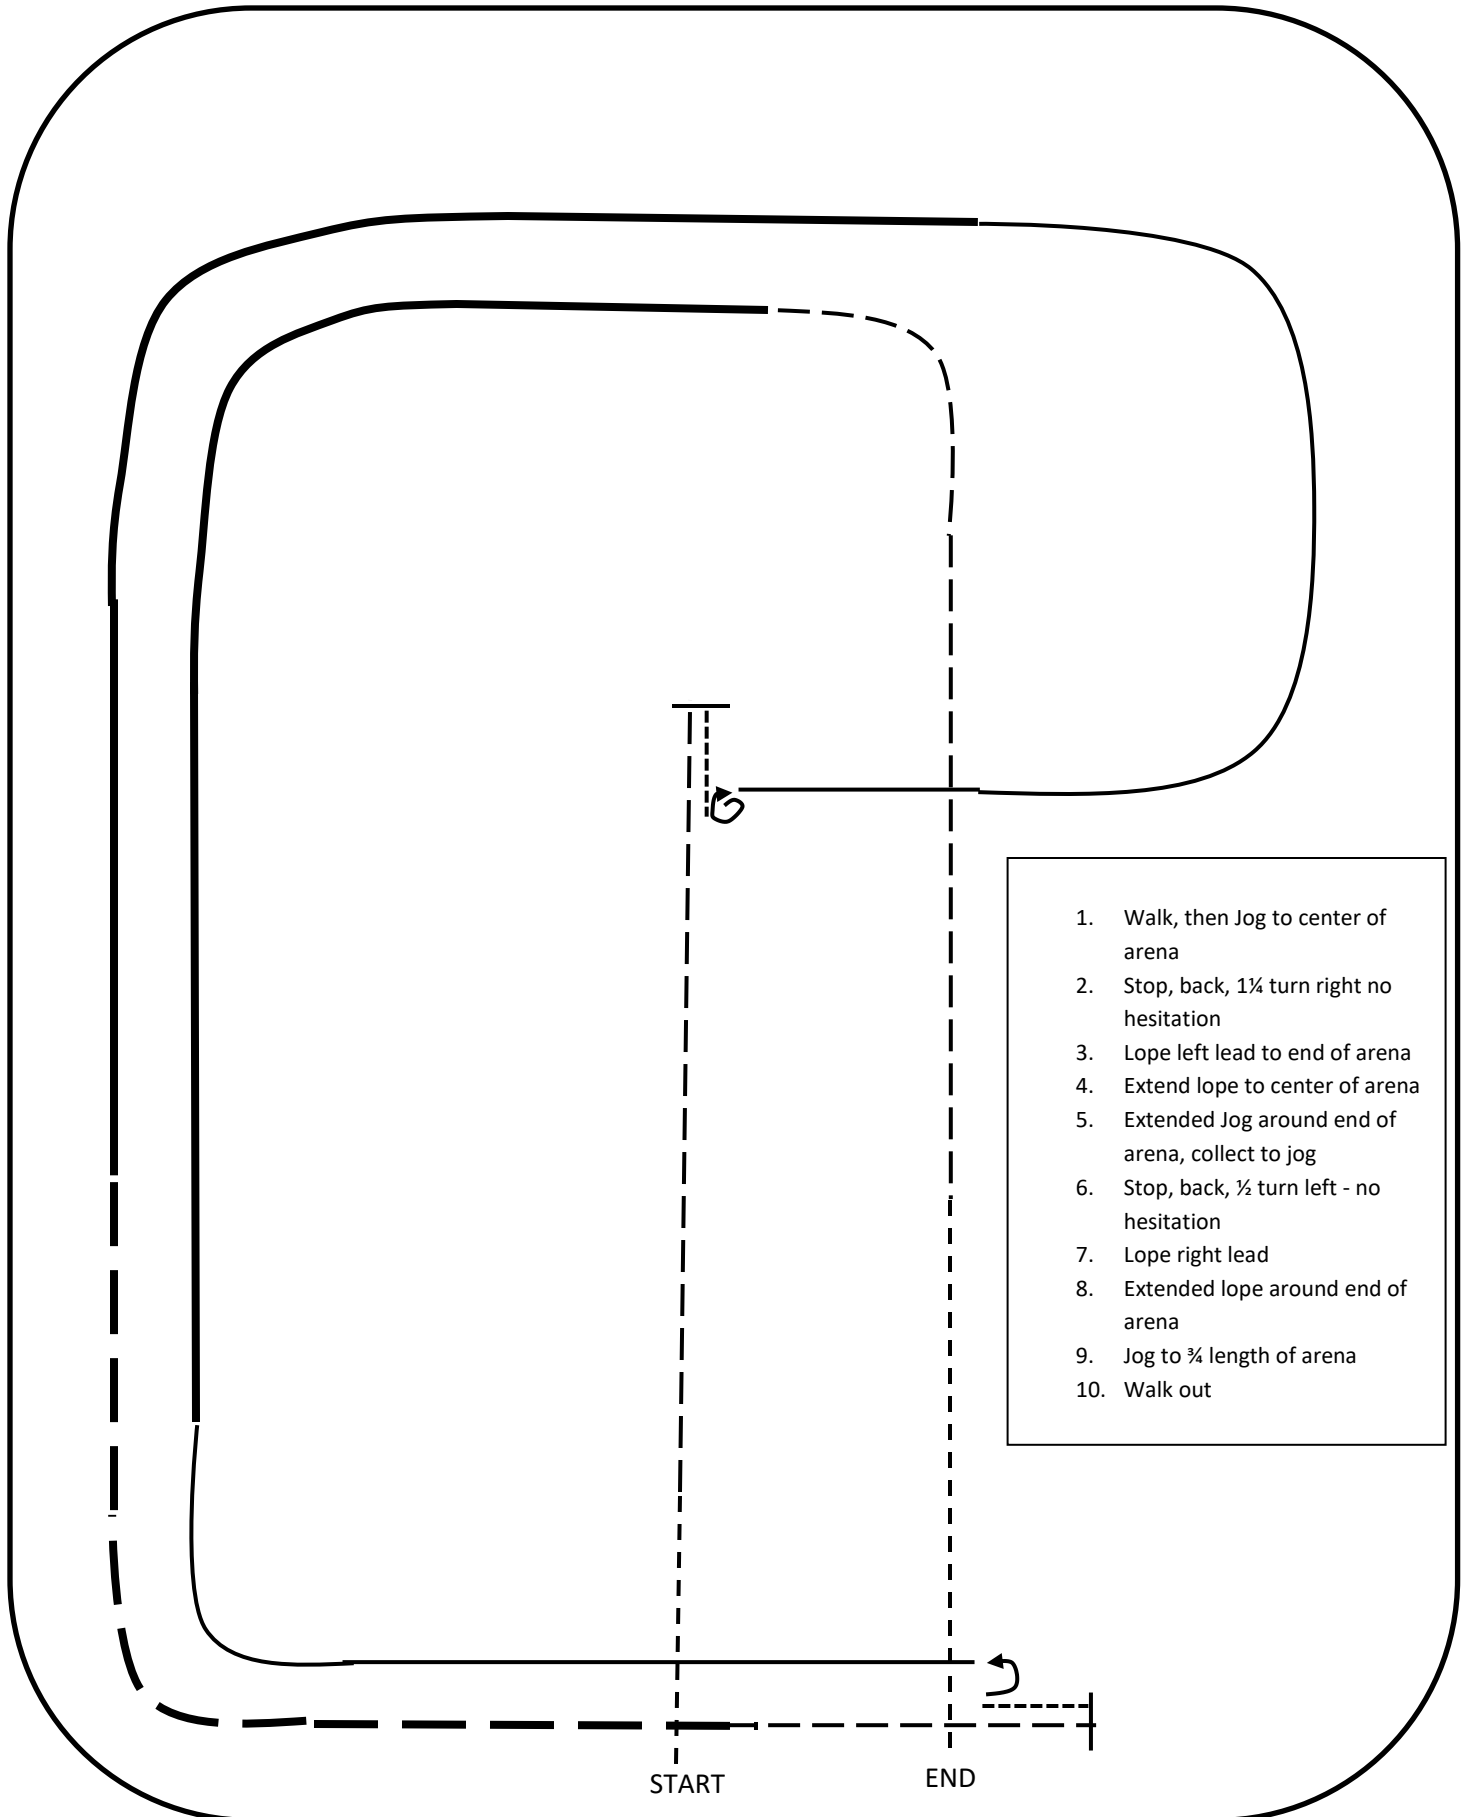 1. Walk, then Jog to center of
arena
2. Stop, back, 1¼ turn right no
hesitation
3. Lope left lead to end of arena
4. Extend lope to center of arena
5. Extended Jog around end of
arena, collect to jog
6. Stop, back, ½ turn left - no
hesitation
7. Lope right lead
8. Extended lope around end of
arena
9. Jog to ¾ length of arena
10. Walk out
START
END